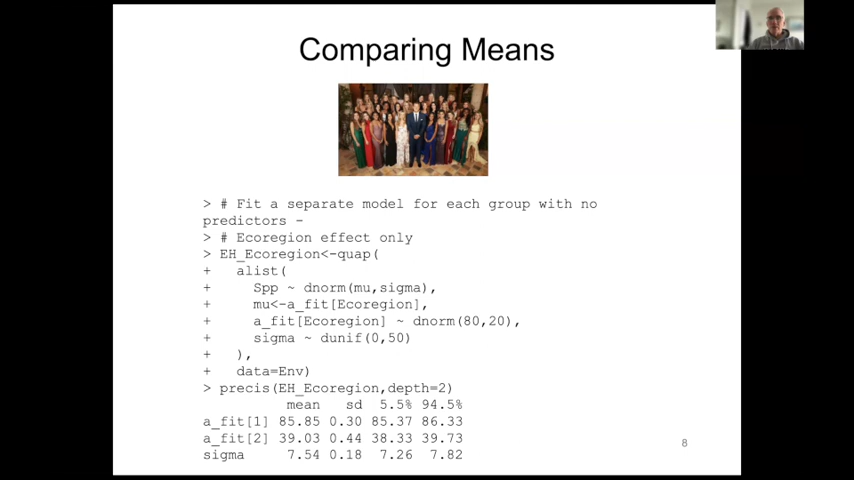 Comparing Means
> # Fit a separate model for each group with no
predictors -
> # Ecoregion effect only
> EH_Ecoregion<-quap(
+   alist(
+     Spp ~ dnorm(mu,sigma),
+     mu<-a_fit[Ecoregion],
+     a_fit[Ecoregion] ~ dnorm(80,20),
+     sigma ~ dunif(0,50)
+   ),
+   data=Env)
> precis(EH_Ecoregion,depth=2)
mean   sd  5.5% 94.5%
a_fit[1] 85.85 0.30 85.37 86.33
a_fit[2] 39.03 0.44 38.33 39.73
sigma     7.54 0.18  7.26  7.82
8